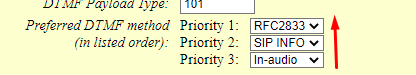 DTMF Payload Type: 101
Preferred DTMF method Priority 1: RFC2833
(in listed order): Priority 2: SIP INFO
Priority 3: In-audio